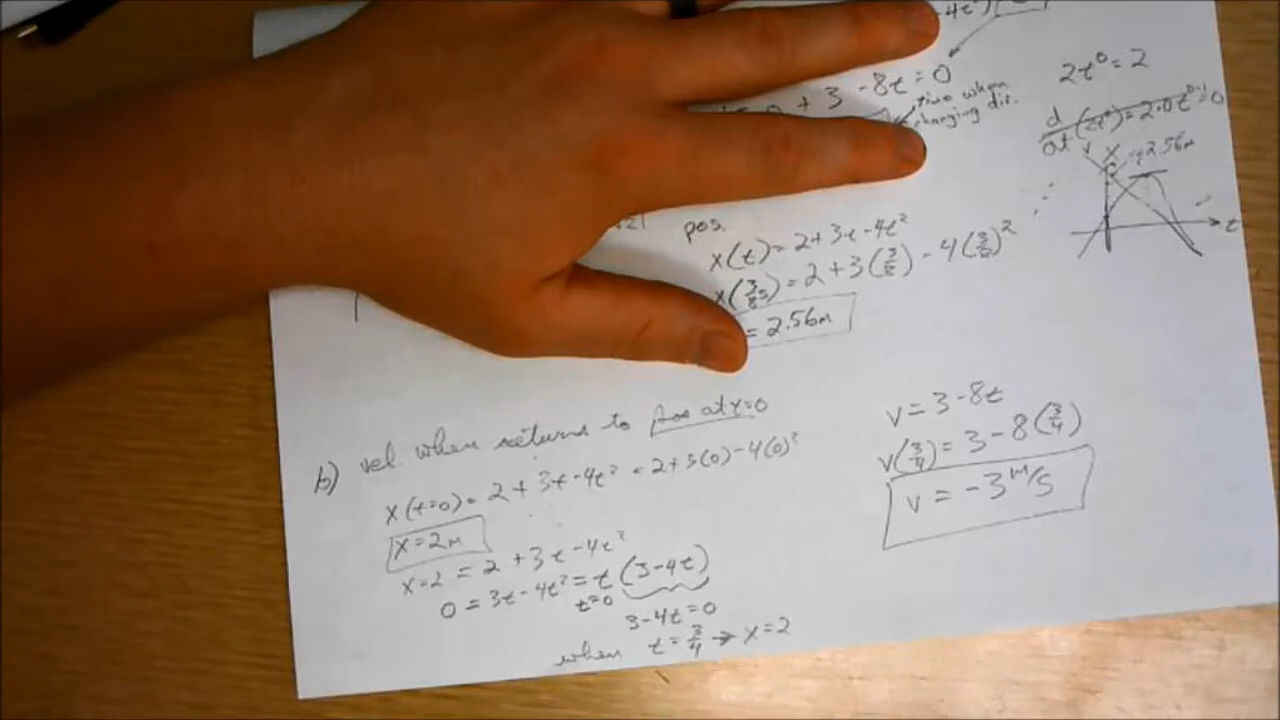 -4t²)
+ 3 - 8t = 0
time when
changing dir.
2t⁰ = 2
d/dt (2t⁰) = 2·0t⁰⁻¹ = 0
v x 2.56m
t
pos.
x(t) = 2 + 3t - 4t²
x(3/8 s) = 2 + 3(3/8) - 4(3/8)²
= 2.56m
b) vel. when returns to pos at t=0
x(t=0) = 2 + 3t - 4t² = 2 + 3(0) - 4(0)²
x = 2m
x=2 = 2 + 3t - 4t²
0 = 3t - 4t² = t(3-4t)
t=0
3-4t=0
when t = 3/4 → x=2
v = 3 - 8t
v(3/4) = 3 - 8(3/4)
v = -3 m/s